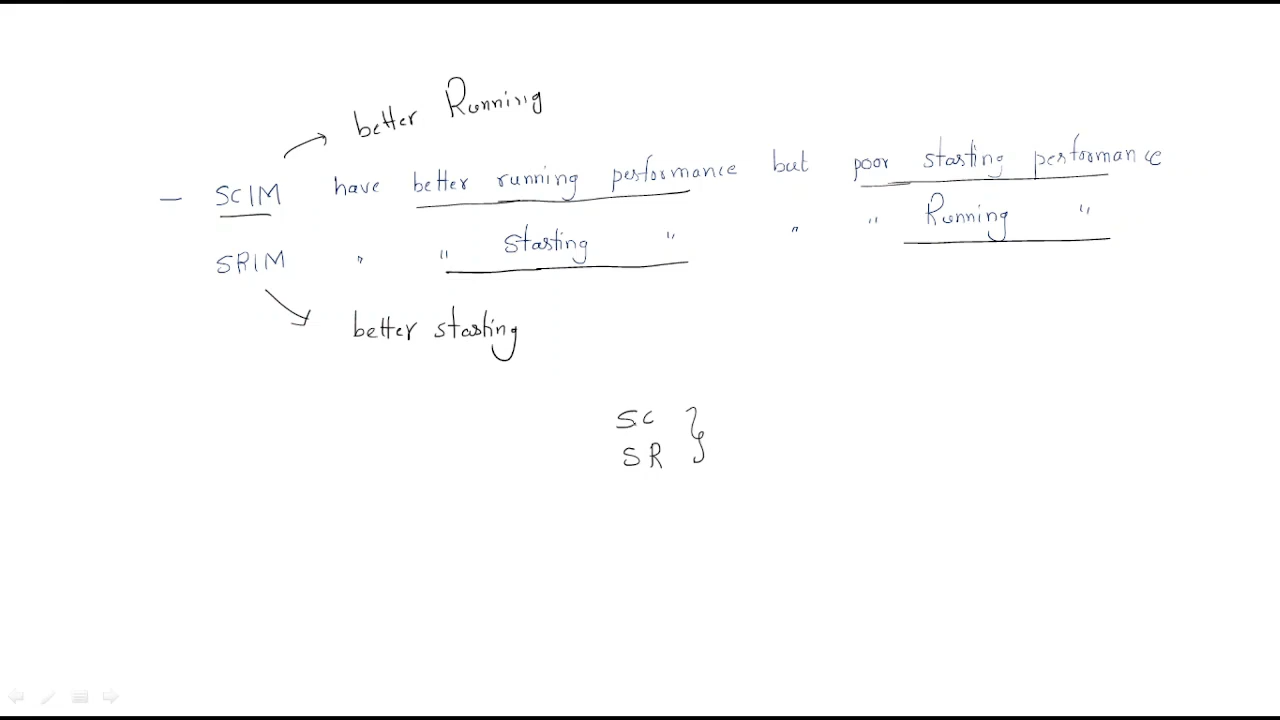 better Running
- SCIM have better running performance but poor starting performance
SRIM " " starting " " " Running "
better starting
SC
SR